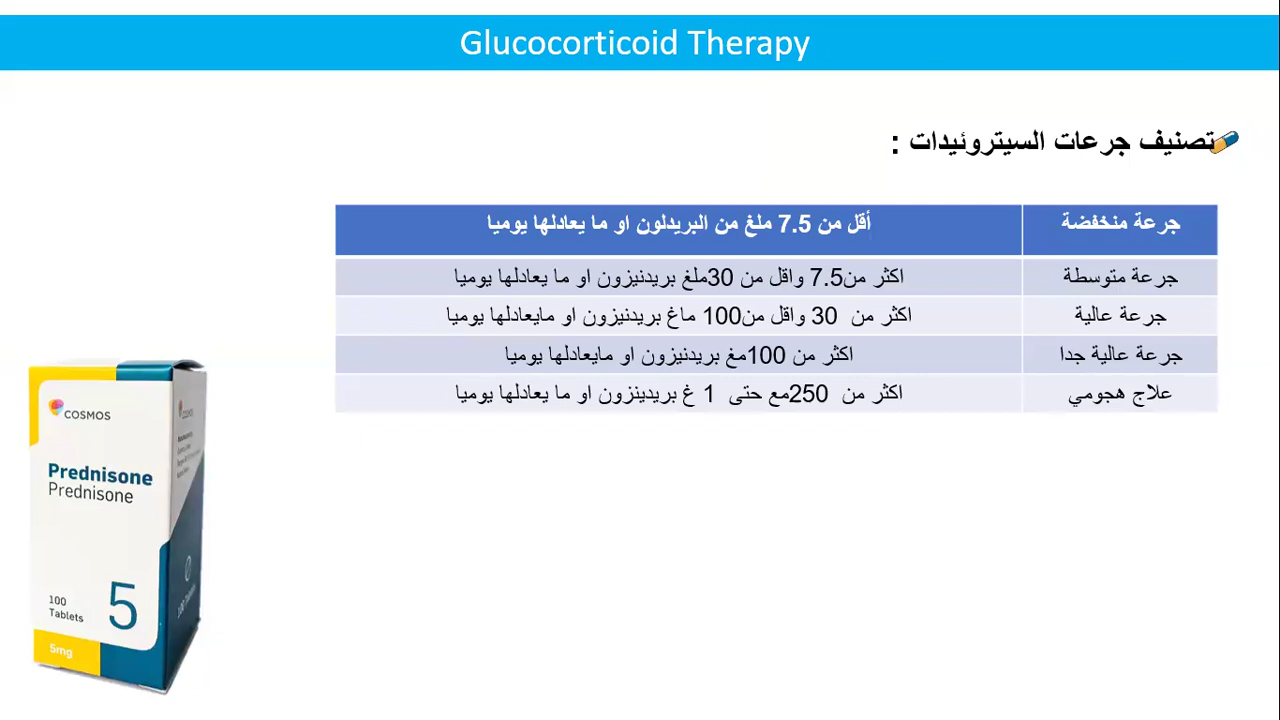 Glucocorticoid Therapy
تصنيف جرعات السيتروئيدات :
جرعة منخفضة أقل من 7.5 ملغ من البريدلون او ما يعادلها يوميا
جرعة متوسطة اكثر من7.5 واقل من 30ملغ بريدنيزون او ما يعادلها يوميا
جرعة عالية اكثر من 30 واقل من100 ماغ بريدنيزون او مايعادلها يوميا
جرعة عالية جدا اكثر من 100مغ بريدنيزون او مايعادلها يوميا
علاج هجومي اكثر من 250مع حتى 1 غ بريدينزون او ما يعادلها يوميا
COSMOS
Prednisone
Prednisone
100
Tablets
5
5mg
COSMOS